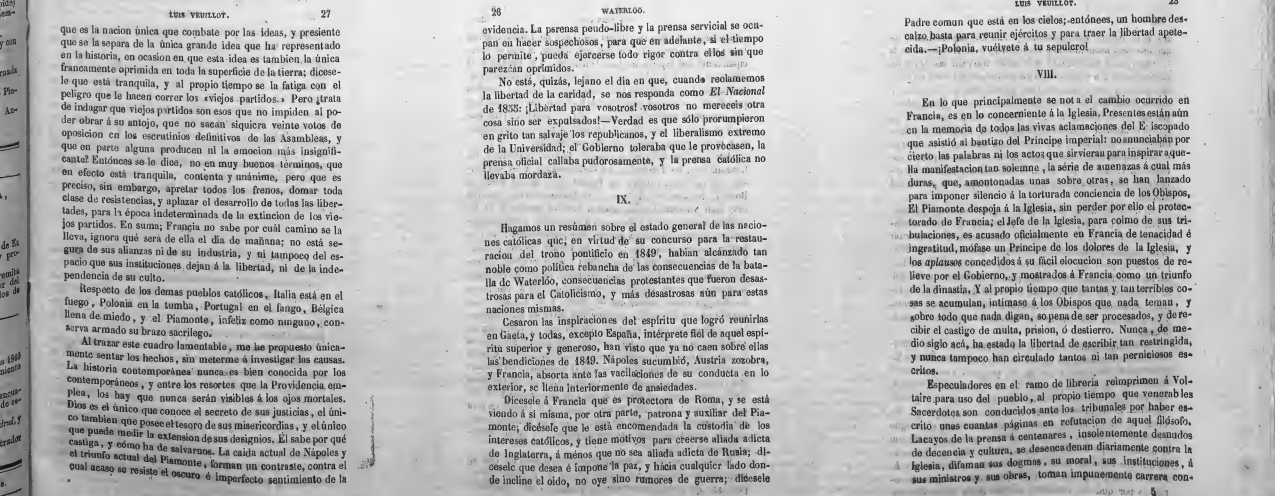 LUIS VEUILLOT. 27
que es la nacion única que combate por las ideas, y presiente
que se la separa de la única grande idea que ha representado
en la historia, en ocasion en que esta idea es tambien la única
francamente oprimida en toda la superficie de la tierra; dicese-
le que está tranquila, y al propio tiempo se la fatiga con el
peligro que le hacen correr los «viejos partidos.» Pero ¿trata
de indagar que viejos partidos son esos que no impiden al po-
der obrar á su antojo, que no sacan siquiera veinte votos de
oposicion en los escrutinios definitivos de las Asambleas, y
que en parte alguna producen ni la emocion más insignifi-
cante? Entónces se le dice, no en muy buenos términos, que
en efecto está tranquila, contenta y unánime, pero que es
preciso, sin embargo, apretar todos los frenos, domar toda
clase de resistencias, y aplazar el desarrollo de todas las liber-
tades, para la época indeterminada de la extincion de los vie-
jos partidos. En suma; Francia no sabe por cuál camino se la
lleva, ignora qué será de ella el dia de mañana; no está se-
gura de sus alianzas ni de su industria, y ni tampoco del es-
pacio que sus instituciones dejan á la libertad, ni de la inde-
pendencia de su culto.
Respecto de los demas pueblos católicos, Italia está en el
fuego, Polonia en la tumba, Portugal en el fango, Bélgica
llena de miedo, y el Piamonte, infeliz como ninguno, con-
serva armado su brazo sacrílego.
Al trazar este cuadro lamentable, me he propuesto única-
mente sentar los hechos, sin meterme á investigar las causas.
La historia contemporánea nunca es bien conocida por los
contemporáneos, y entre los resortes que la Providencia em-
plea, los hay que nunca serán visibles á los ojos mortales.
Dios es el único que conoce el secreto de sus justicias, el úni-
co tambien que posee el tesoro de sus misericordias, y el único
que puede medir la extension de sus designios. Él sabe por qué
castiga, y cómo ha de salvarnos. La caida actual de Nápoles y
el triunfo actual del Piamonte, forman un contraste, contra el
cual acaso se resiste el oscuro é imperfecto sentimiento de la
26 WATERLÓO.
evidencia. La psrensa peudo-libre y la prensa servicial se ocu-
pan en hacer sospechosos, para que en adelante, si el tiempo
lo permite, pueda ejercerse todo rigor contra ellos sin que
parezcan oprimidos.
No está, quizás, lejano el dia en que, cuando reclamemos
la libertad de la caridad, se nos responda como El Nacional
de 1835: ¡Libertad para vosotros! vosotros no mereceis otra
cosa sino ser expulsados!—Verdad es que sólo prorumpieron
en grito tan salvaje los republicanos, y el liberalismo extremo
de la Universidad; el Gobierno toleraba que le provocasen, la
prensa oficial callaba pudorosamente, y la prensa católica no
llevaba mordaza.
IX.
Hagamos un resúmen sobre el estado general de las nacio-
nes católicas que, en virtud de su concurso para la restau-
racion del trono pontificio en 1849, habian alcanzado tan
noble como política rebancha de las consecuencias de la bata-
lla de Waterlóo, consecuencias protestantes que fueron desas-
trosas para el Catolicismo, y más desastrosas aún para estas
naciones mismas.
Cesaron las inspiraciones del espíritu que logró reunirlas
en Gaeta, y todas, excepto España, intérprete fiel de aquel espí-
ritu superior y generoso, han visto que ya no caen sobre ellas
las bendiciones de 1849. Nápoles sucumbió, Austria zozobra,
y Francia, absorta ante las vacilaciones de su conducta en lo
exterior, se llena interiormente de ansiedades.
Dícesele á Francia que es protectora de Roma, y se está
viendo á sí misma, por otra parte, patrona y auxiliar del Pia-
monte; dicésele que le está encomendada la custodia de los
intereses católicos, y tiene motivos para creerse aliada adicta
de Inglaterra, á ménos que no sea aliada adicta de Rusia; di-
ceselc que desea é impone la paz, y hácia cualquier lado don-
de incline el oido, no oye sino rumores de guerra; dicésele
LUIS VEUILLOT. 25
Padre comun que está en los cielos; entónces, un hombre des-
calzo basta para reunir ejércitos y para traer la libertad apete-
cida.—¡Polonia, vuélvete á tu sepulcro!
VIII.
En lo que principalmente se nota el cambio ocurrido en
Francia, es en lo concerniente á la Iglesia. Presentes están aún
en la memoria de todos las vivas aclamaciones del E iscopado
que asistió al bautizo del Príncipe imperial: no anunciaban por
cierto las palabras ni los actos que sirvieran para inspirar aque-
lla manifestacion tan solemne, la série de amenazas á cual más
duras, que, amontonadas unas sobre otras, se han lanzado
para imponer silencio á la torturada conciencia de los Obispos.
El Piamonte despoja á la Iglesia, sin perder por ello el protec-
torado de Francia; el Jefe de la Iglesia, para colmo de sus tri-
bulaciones, es acusado oficialmente en Francia de tenacidad é
ingratitud, mófase un Príncipe de los dolores de la Iglesia, y
los aplausos concedidos á su fácil elocucion son puestos de re-
lieve por el Gobierno, y mostrados á Francia como un triunfo
de la dinastía. Y al propio tiempo que tantas y tan terribles co-
sas se acumulan, intímase á los Obispos que nada teman, y
sobre todo que nada digan, so pena de ser procesados, y de re-
cibir el castigo de multa, prision, ó destierro. Nunca, de me-
dio siglo acá, ha estado la libertad de escribir tan restringida,
y nunca tampoco han circulado tantos ni tan perniciosos es-
critos.
Especuladores en el ramo de librería reimprimen á Vol-
taire para uso del pueblo, al propio tiempo que venerables
Sacerdotes son conducidos ante los tribunales por haber es-
crito unas cuantas páginas en refutacion de aquel filósofo.
Lacayos de la prensa á centenares, insolentemente desnudos
de decencia y cultura, se desencadenan diariamente contra la
Iglesia, difaman sus dogmas, su moral, sus instituciones, á
sus ministros y sus obras, toman impunemente carrera con-
5